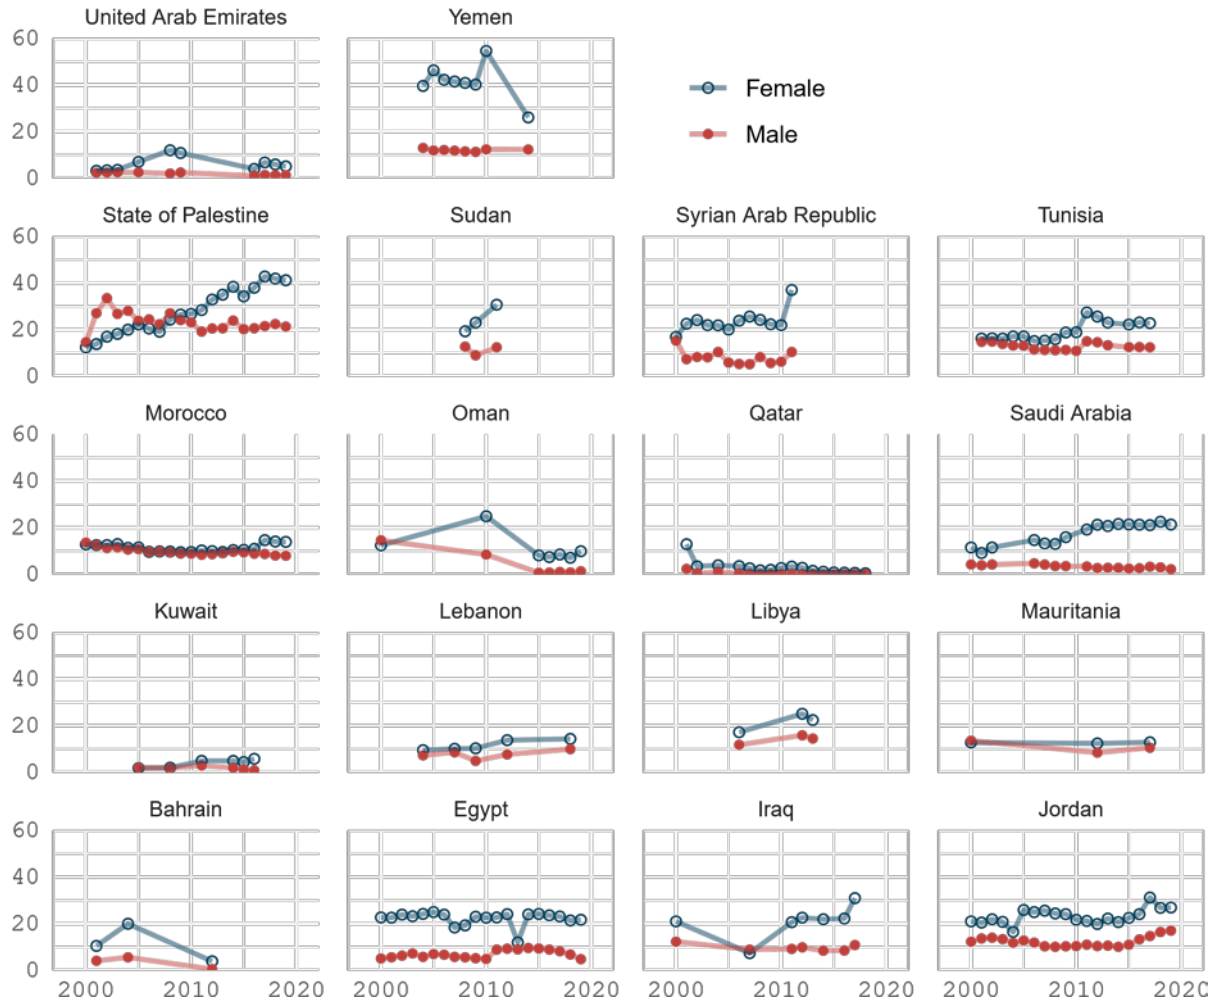 United Arab Emirates Yemen
60
40
20
0
Female
Male
State of Palestine Sudan Syrian Arab Republic Tunisia
60
40
20
0
Morocco Oman Qatar Saudi Arabia
60
40
20
0
Kuwait Lebanon Libya Mauritania
60
40
20
0
Bahrain Egypt Iraq Jordan
60
40
20
0
2000 2010 2020 2000 2010 2020 2000 2010 2020 2000 2010 2020